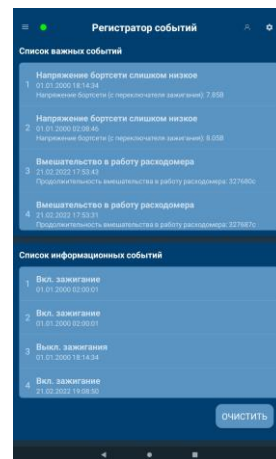 Регистратор событий
Список важных событий
Напряжение бортсети слишком низкое
1 01.01.2000 18:14:34
Напряжение бортсети (с переключателя зажигания): 7.85В
Напряжение бортсети слишком низкое
2 01.01.2000 02:08:46
Напряжение бортсети (с переключателя зажигания): 8.05В
Вмешательство в работу расходомера
3 21.02.2022 17:53:43
Продолжительность вмешательства в работу расходомера: 327680с
Вмешательство в работу расходомера
4 21.02.2022 17:53:31
Продолжительность вмешательства в работу расходомера: 327687с
Список информационных событий
1 Вкл. зажигание
01.01.2000 02:00:01
2 Вкл. зажигание
01.01.2000 02:00:01
3 Выкл. зажигания
01.01.2000 18:14:34
4 Вкл. зажигание
21.02.2022 19:08:50
ОЧИСТИТЬ